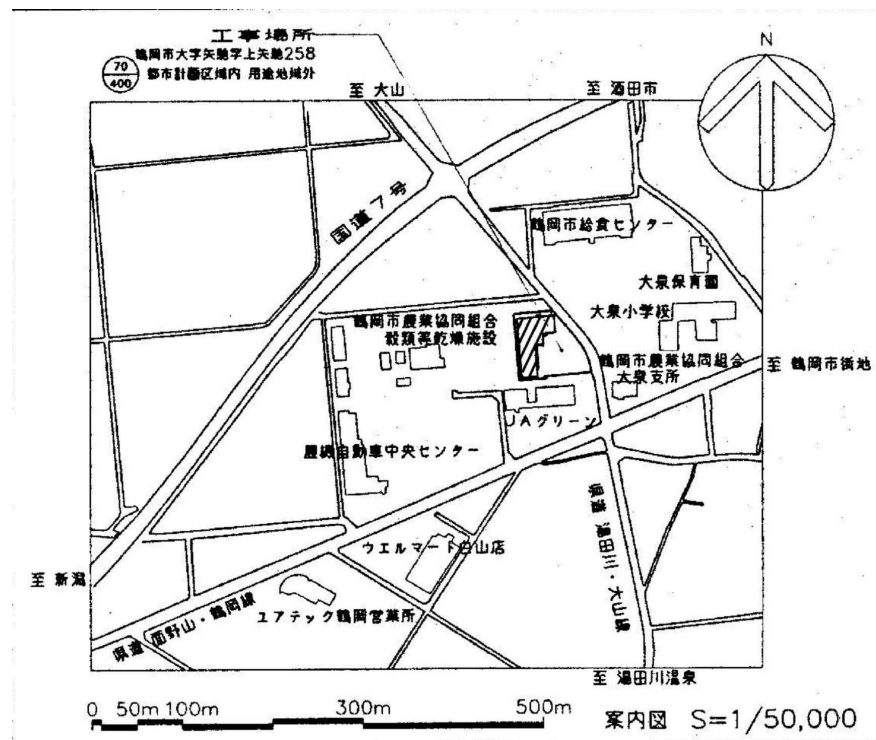 工事場所
鶴岡市大字矢馳字上矢馳258
70
400
都市計画区域内 用途地域外
至 大山
至 酒田市
N
国道7号
鶴岡市給食センター
大泉保育園
大泉小学校
鶴岡市農業協同組合
穀類等乾燥施設
鶴岡市農業協同組合
大泉支所
至 鶴岡市街地
JAグリーン
農機自動車中央センター
県道 湯田川・大山線
ウエルマート白山店
至 新潟
ユアテック鶴岡営業所
県道 面野山・鶴岡線
至 湯田川温泉
0 50m 100m 300m 500m
案内図 S=1/50,000